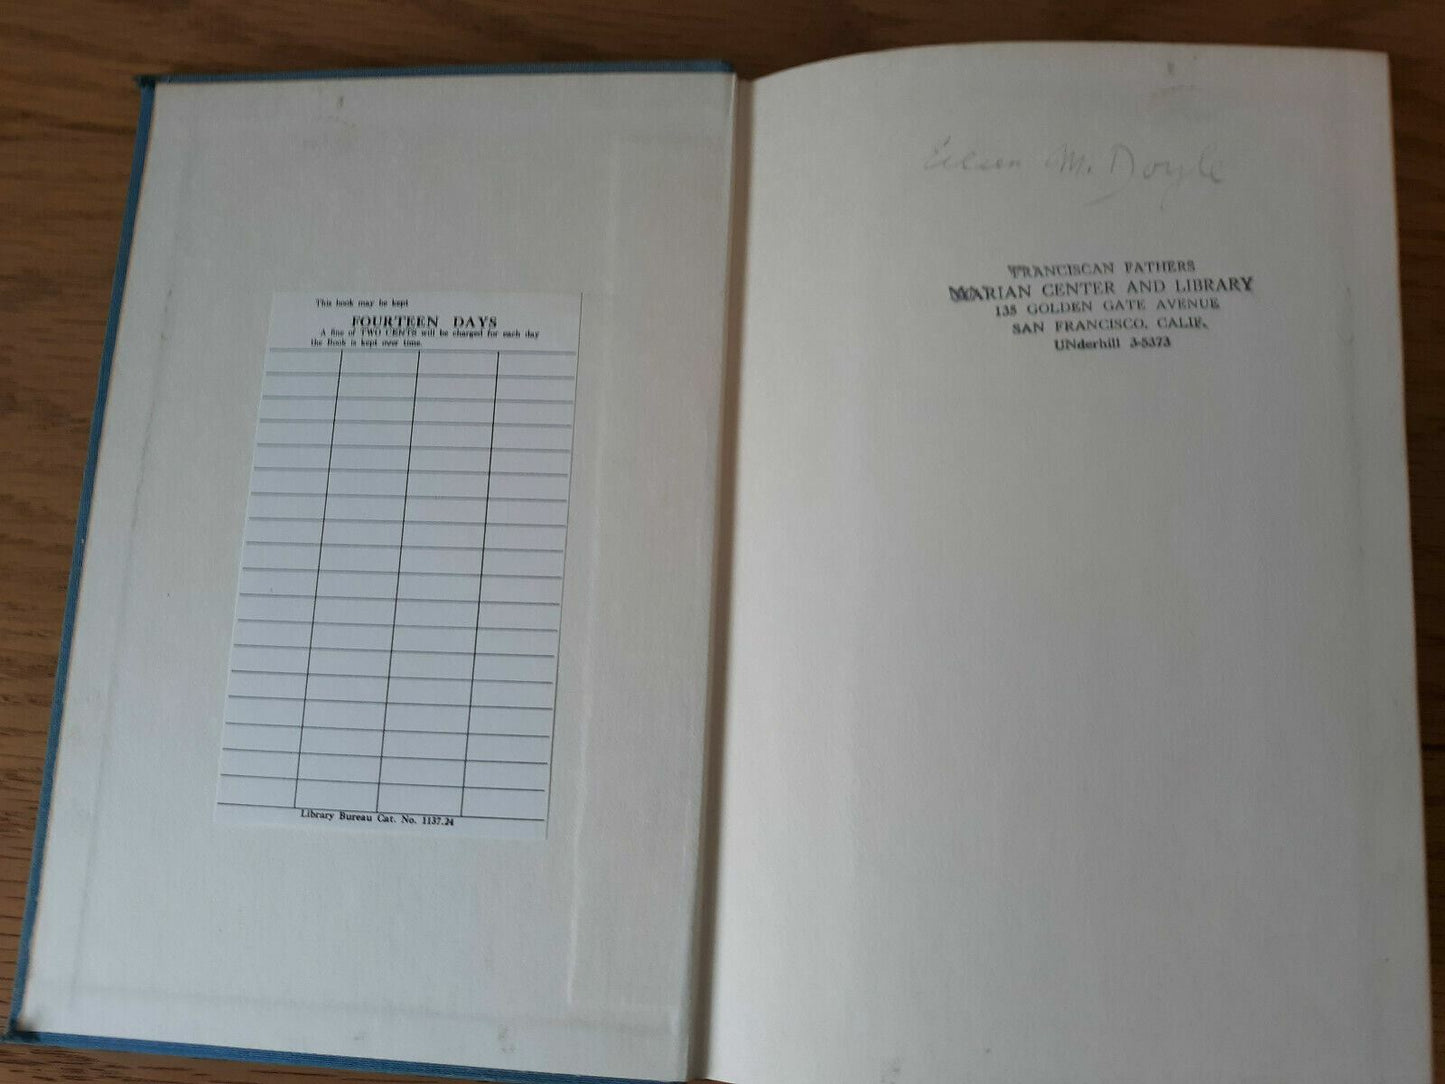 This book may be kept
FOURTEEN DAYS
A fine of TWO CENTS will be charged for each day
the Book is kept over time.
Library Bureau Cat. No. 1137.24
Eileen M. Doyle
FRANCISCAN FATHERS
MARIAN CENTER AND LIBRARY
135 GOLDEN GATE AVENUE
SAN FRANCISCO, CALIF.
UNderhill 3-5373